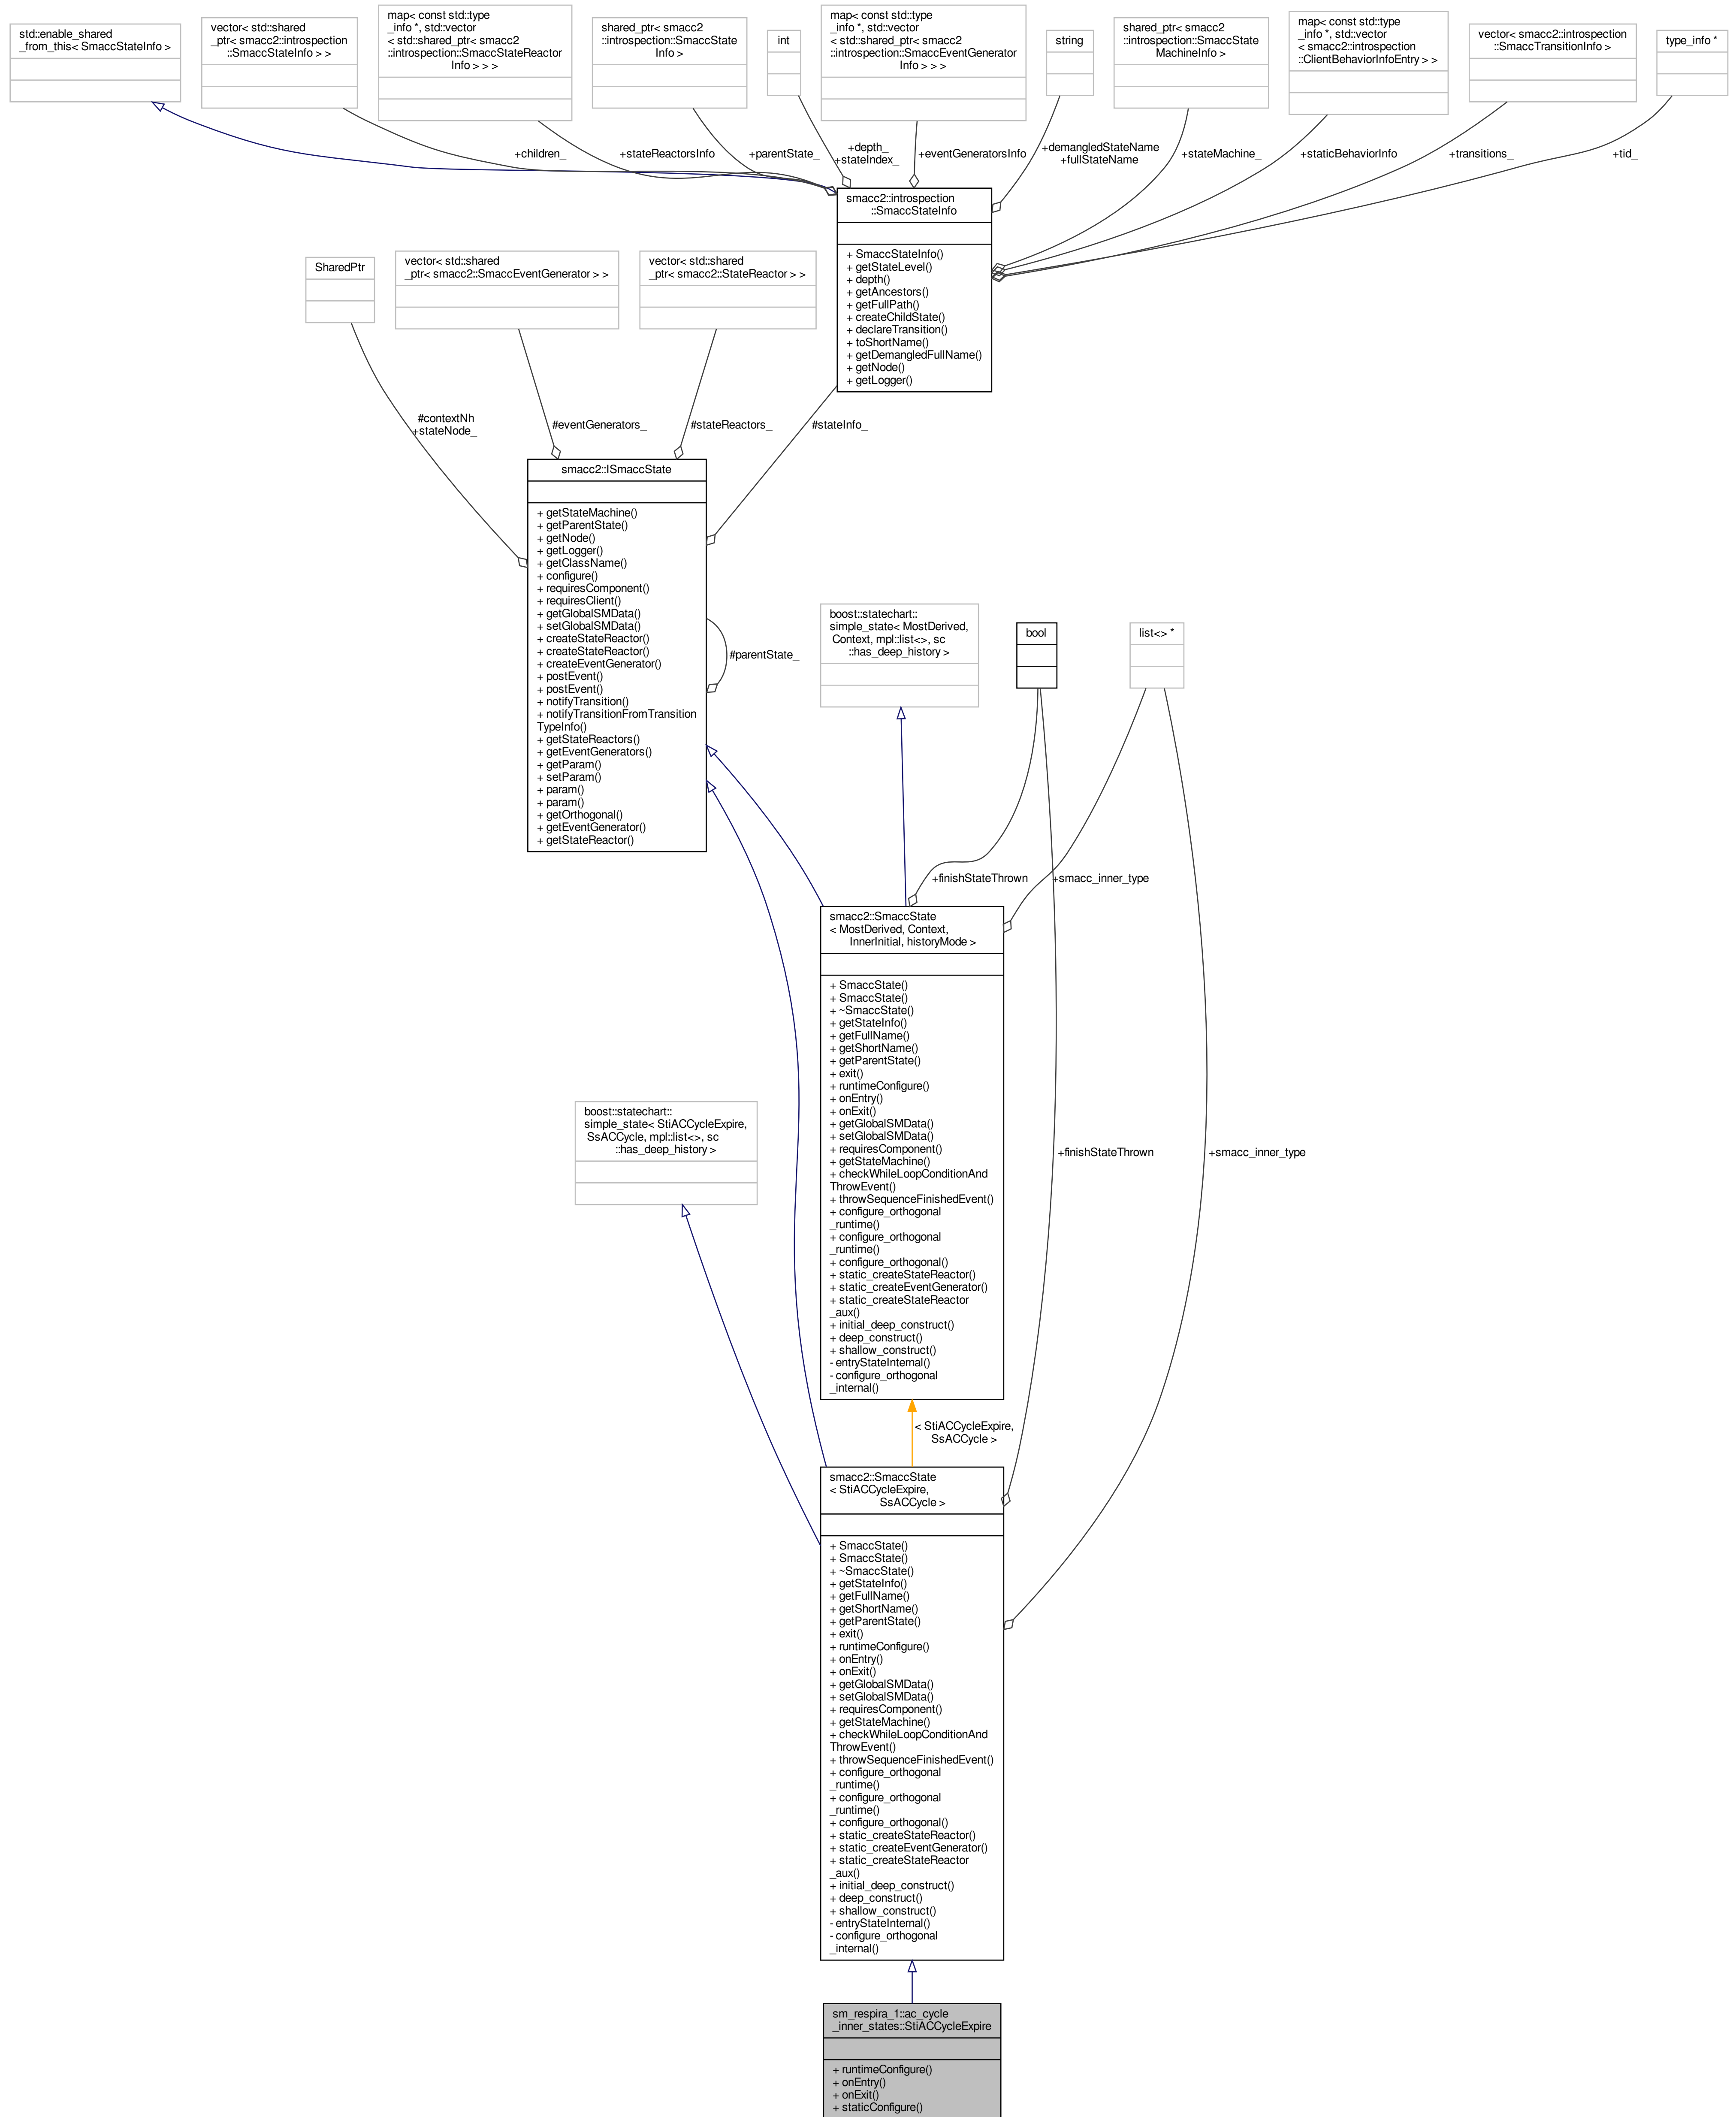 std::enable_shared
_from_this< SmaccStateInfo >
vector< std::shared
_ptr< smacc2::introspection
::SmaccStateInfo > >
map< const std::type
_info *, std::vector
< std::shared_ptr< smacc2
::introspection::SmaccStateReactor
Info > > >
shared_ptr< smacc2
::introspection::SmaccState
Info >
int
map< const std::type
_info *, std::vector
< std::shared_ptr< smacc2
::introspection::SmaccEventGenerator
Info > > >
string
shared_ptr< smacc2
::introspection::SmaccState
MachineInfo >
map< const std::type
_info *, std::vector
< smacc2::introspection
::ClientBehaviorInfoEntry > >
vector< smacc2::introspection
::SmaccTransitionInfo >
type_info *
+children_
+stateReactorsInfo
+parentState_
+depth_
+stateIndex_
+eventGeneratorsInfo
+demangledStateName
+fullStateName
+stateMachine_
+staticBehaviorInfo
+transitions_
+tid_
smacc2::introspection
::SmaccStateInfo
+ SmaccStateInfo()
+ getStateLevel()
+ depth()
+ getAncestors()
+ getFullPath()
+ createChildState()
+ declareTransition()
+ toShortName()
+ getDemangledFullName()
+ getNode()
+ getLogger()
SharedPtr
vector< std::shared
_ptr< smacc2::SmaccEventGenerator > >
vector< std::shared
_ptr< smacc2::StateReactor > >
#contextNh
+stateNode_
#eventGenerators_
#stateReactors_
#stateInfo_
smacc2::ISmaccState
+ getStateMachine()
+ getParentState()
+ getNode()
+ getLogger()
+ getClassName()
+ configure()
+ requiresComponent()
+ requiresClient()
+ getGlobalSMData()
+ setGlobalSMData()
+ createStateReactor()
+ createStateReactor()
+ createEventGenerator()
+ postEvent()
+ postEvent()
+ notifyTransition()
+ notifyTransitionFromTransition
TypeInfo()
+ getStateReactors()
+ getEventGenerators()
+ getParam()
+ setParam()
+ param()
+ param()
+ getOrthogonal()
+ getEventGenerator()
+ getStateReactor()
#parentState_
boost::statechart::
simple_state< MostDerived,
Context, mpl::list<>, sc
::has_deep_history >
bool
list<> *
+finishStateThrown
+smacc_inner_type
smacc2::SmaccState
< MostDerived, Context,
InnerInitial, historyMode >
+ SmaccState()
+ SmaccState()
+ ~SmaccState()
+ getStateInfo()
+ getFullName()
+ getShortName()
+ getParentState()
+ exit()
+ runtimeConfigure()
+ onEntry()
+ onExit()
+ getGlobalSMData()
+ setGlobalSMData()
+ requiresComponent()
+ getStateMachine()
+ checkWhileLoopConditionAnd
ThrowEvent()
+ throwSequenceFinishedEvent()
+ configure_orthogonal
_runtime()
+ configure_orthogonal
_runtime()
+ configure_orthogonal()
+ static_createStateReactor()
+ static_createEventGenerator()
+ static_createStateReactor
_aux()
+ initial_deep_construct()
+ deep_construct()
+ shallow_construct()
- entryStateInternal()
- configure_orthogonal
_internal()
boost::statechart::
simple_state< StiACCycleExpire,
SsACCycle, mpl::list<>, sc
::has_deep_history >
+finishStateThrown
+smacc_inner_type
< StiACCycleExpire,
SsACCycle >
smacc2::SmaccState
< StiACCycleExpire,
SsACCycle >
+ SmaccState()
+ SmaccState()
+ ~SmaccState()
+ getStateInfo()
+ getFullName()
+ getShortName()
+ getParentState()
+ exit()
+ runtimeConfigure()
+ onEntry()
+ onExit()
+ getGlobalSMData()
+ setGlobalSMData()
+ requiresComponent()
+ getStateMachine()
+ checkWhileLoopConditionAnd
ThrowEvent()
+ throwSequenceFinishedEvent()
+ configure_orthogonal
_runtime()
+ configure_orthogonal
_runtime()
+ configure_orthogonal()
+ static_createStateReactor()
+ static_createEventGenerator()
+ static_createStateReactor
_aux()
+ initial_deep_construct()
+ deep_construct()
+ shallow_construct()
- entryStateInternal()
- configure_orthogonal
_internal()
sm_respira_1::ac_cycle
_inner_states::StiACCycleExpire
+ runtimeConfigure()
+ onEntry()
+ onExit()
+ staticConfigure()